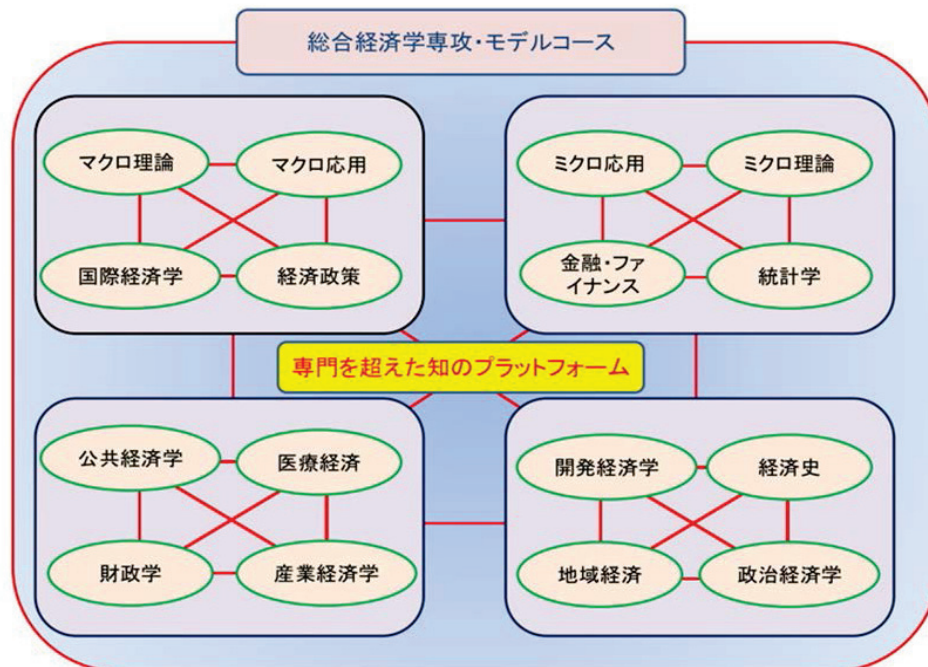 総合経済学専攻・モデルコース
マクロ理論
マクロ応用
国際経済学
経済政策
ミクロ応用
ミクロ理論
金融・ファ
イナンス
統計学
専門を超えた知のプラットフォーム
公共経済学
医療経済
財政学
産業経済学
開発経済学
経済史
地域経済
政治経済学